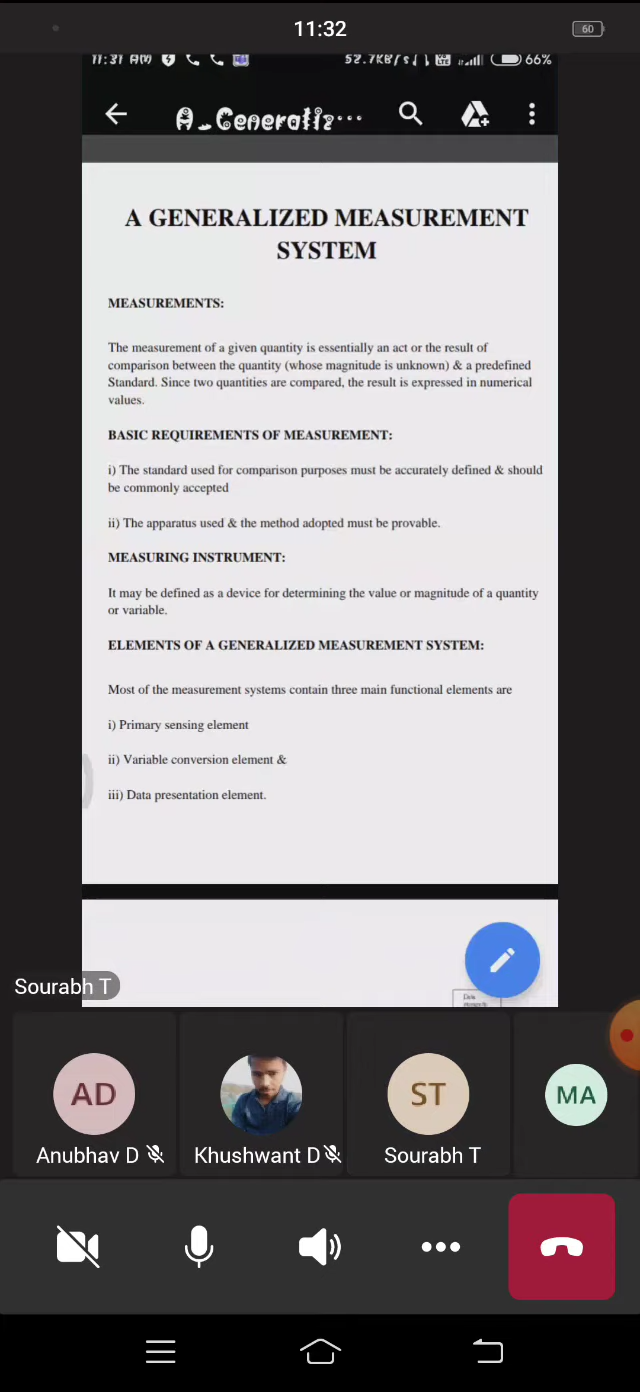 11:32
60
11:31 AM
52.7KB/s
66%
A_Generaliz...
A GENERALIZED MEASUREMENT
SYSTEM
MEASUREMENTS:
The measurement of a given quantity is essentially an act or the result of
comparison between the quantity (whose magnitude is unknown) & a predefined
Standard. Since two quantities are compared, the result is expressed in numerical
values.
BASIC REQUIREMENTS OF MEASUREMENT:
i) The standard used for comparison purposes must be accurately defined & should
be commonly accepted
ii) The apparatus used & the method adopted must be provable.
MEASURING INSTRUMENT:
It may be defined as a device for determining the value or magnitude of a quantity
or variable.
ELEMENTS OF A GENERALIZED MEASUREMENT SYSTEM:
Most of the measurement systems contain three main functional elements are
i) Primary sensing element
ii) Variable conversion element &
iii) Data presentation element.
Data
Sourabh T
AD
ST
MA
Anubhav D
Khushwant D
Sourabh T